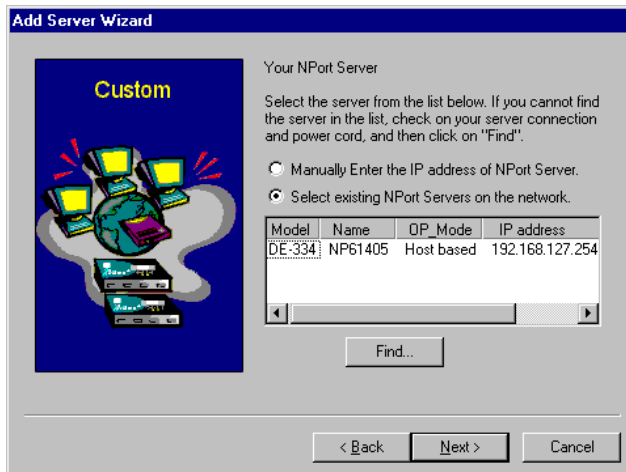 Add Server Wizard
Custom
Your NPort Server
Select the server from the list below. If you cannot find
the server in the list, check on your server connection
and power cord, and then click on "Find".
Manually Enter the IP address of NPort Server.
Select existing NPort Servers on the network.
Model Name OP_Mode IP address
DE-334 NP61405 Host based 192.168.127.254
Find...
< Back Next > Cancel